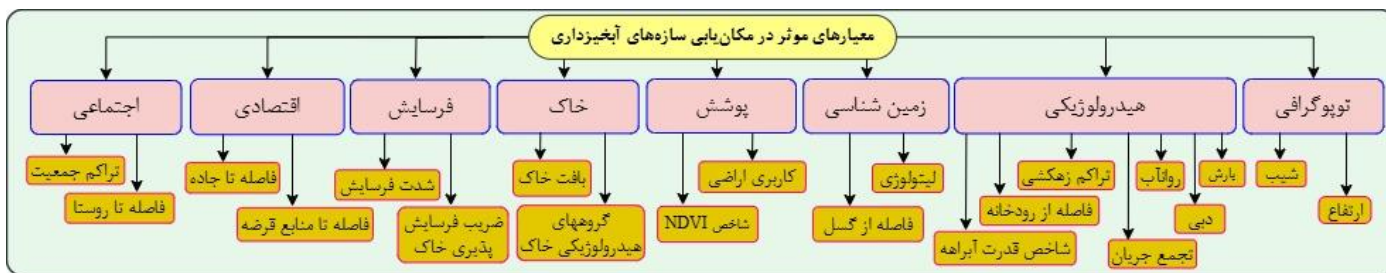 معیارهای موثر در مکان‌یابی سازه‌های آبخیزداری
توپوگرافی
هیدرولوژیکی
زمین شناسی
پوشش
خاک
فرسایش
اقتصادی
اجتماعی
شیب
ارتفاع
بارش
دبی
روانآب
تجمع جریان
تراکم زهکشی
فاصله از رودخانه
شاخص قدرت آبراهه
لیتولوژی
فاصله از گسل
کاربری اراضی
شاخص NDVI
بافت خاک
گروههای
هیدرولوژیکی خاک
شدت فرسایش
ضریب فرسایش
پذیری خاک
فاصله تا جاده
فاصله تا منابع قرضه
تراکم جمعیت
فاصله تا روستا